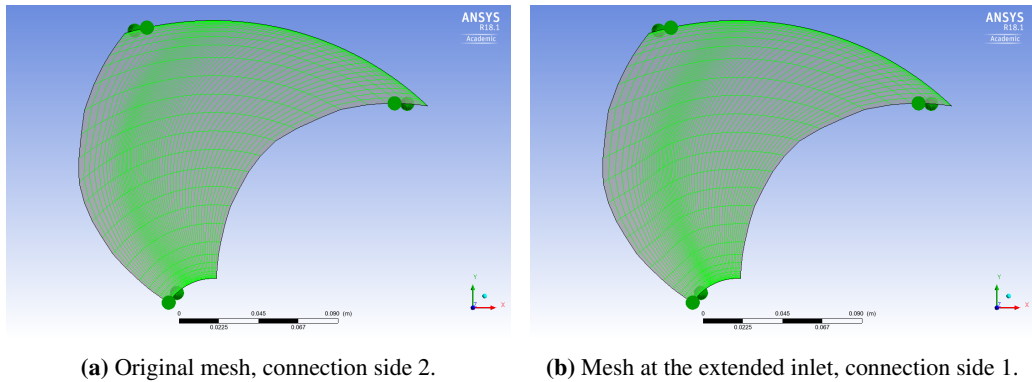 ANSYS
R18.1
Academic
Y
X
Z
0
0.045
0.090
(m)
0.0225
0.067
ANSYS
R18.1
Academic
Y
X
Z
0
0.045
0.090
(m)
0.0225
0.067
(a) Original mesh, connection side 2.
(b) Mesh at the extended inlet, connection side 1.